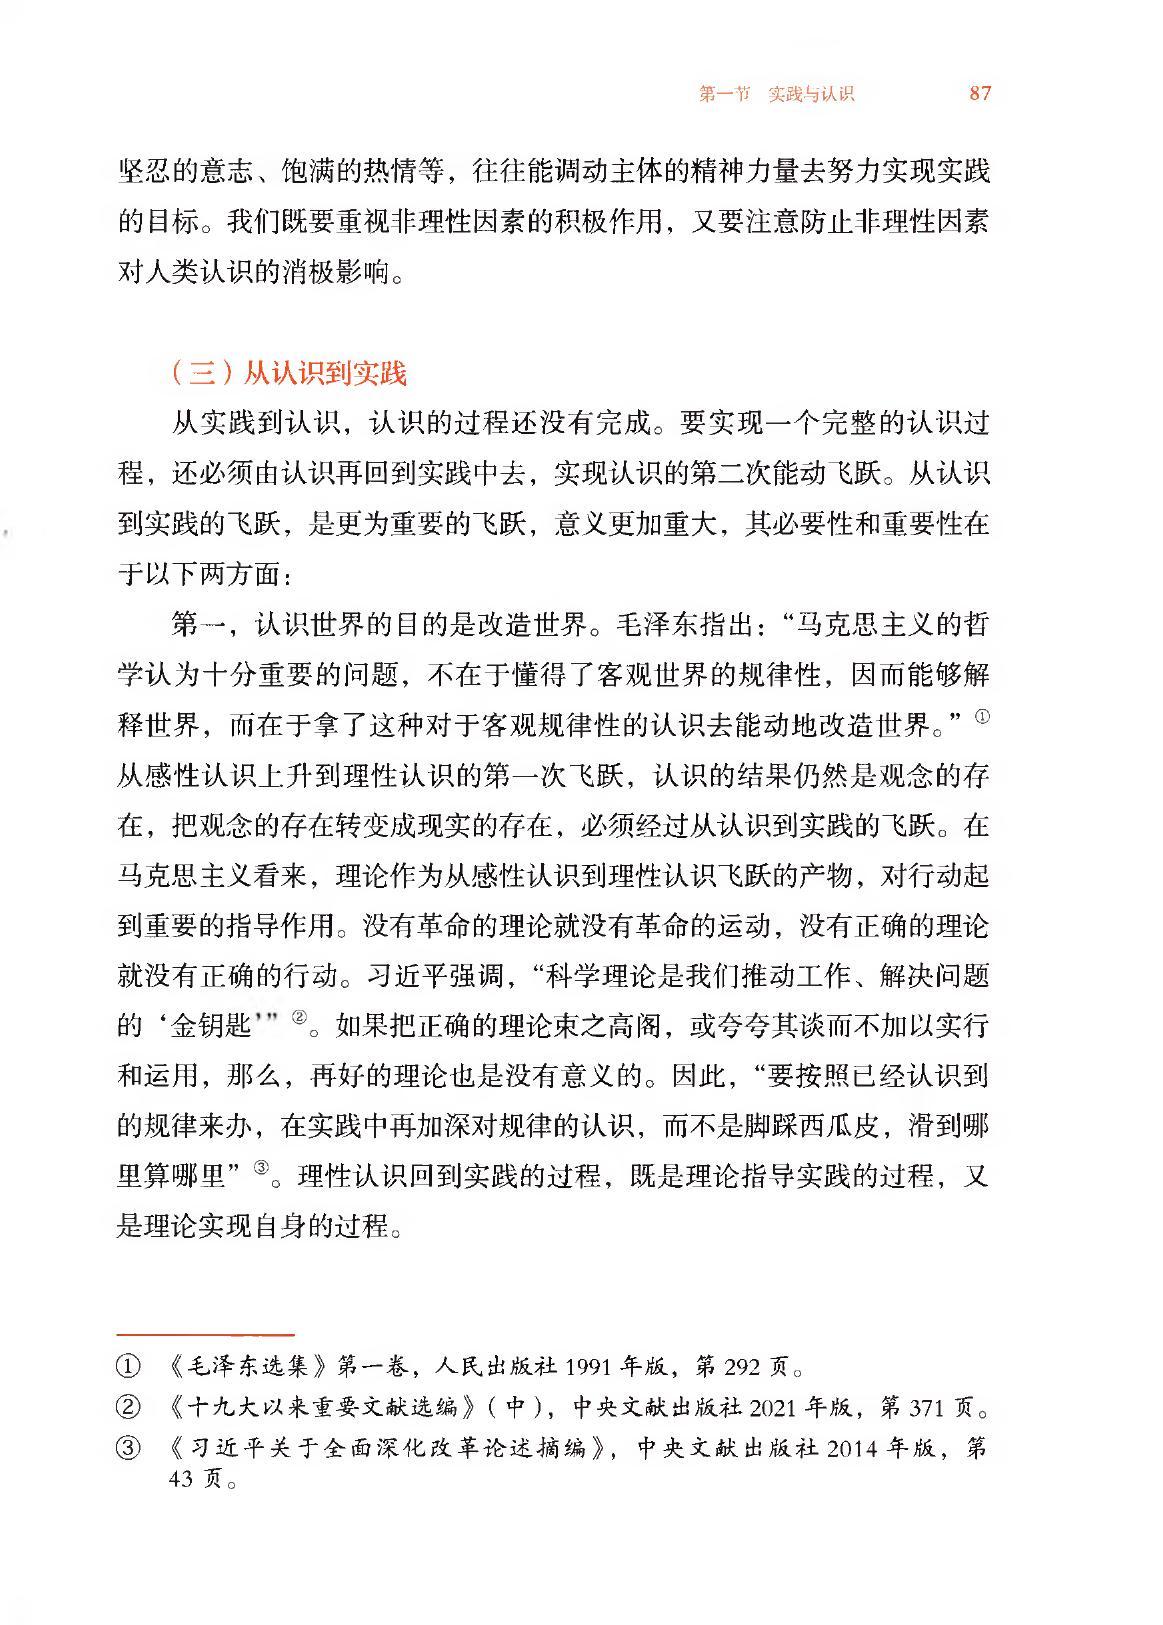 第一节 实践与认识 87
坚忍的意志、饱满的热情等，往往能调动主体的精神力量去努力实现实践
的目标。我们既要重视非理性因素的积极作用，又要注意防止非理性因素
对人类认识的消极影响。
（三）从认识到实践
从实践到认识，认识的过程还没有完成。要实现一个完整的认识过
程，还必须由认识再回到实践中去，实现认识的第二次能动飞跃。从认识
到实践的飞跃，是更为重要的飞跃，意义更加重大，其必要性和重要性在
于以下两方面：
第一，认识世界的目的是改造世界。毛泽东指出：“马克思主义的哲
学认为十分重要的问题，不在于懂得了客观世界的规律性，因而能够解
释世界，而在于拿了这种对于客观规律性的认识去能动地改造世界。”①
从感性认识上升到理性认识的第一次飞跃，认识的结果仍然是观念的存
在，把观念的存在转变成现实的存在，必须经过从认识到实践的飞跃。在
马克思主义看来，理论作为从感性认识到理性认识飞跃的产物，对行动起
到重要的指导作用。没有革命的理论就没有革命的运动，没有正确的理论
就没有正确的行动。习近平强调，“科学理论是我们推动工作、解决问题
的‘金钥匙’”②。如果把正确的理论束之高阁，或夸夸其谈而不加以实行
和运用，那么，再好的理论也是没有意义的。因此，“要按照已经认识到
的规律来办，在实践中再加深对规律的认识，而不是脚踩西瓜皮，滑到哪
里算哪里”③。理性认识回到实践的过程，既是理论指导实践的过程，又
是理论实现自身的过程。
① 《毛泽东选集》第一卷，人民出版社 1991 年版，第 292 页。
② 《十九大以来重要文献选编》（中），中央文献出版社 2021 年版，第 371 页。
③ 《习近平关于全面深化改革论述摘编》，中央文献出版社 2014 年版，第
43 页。